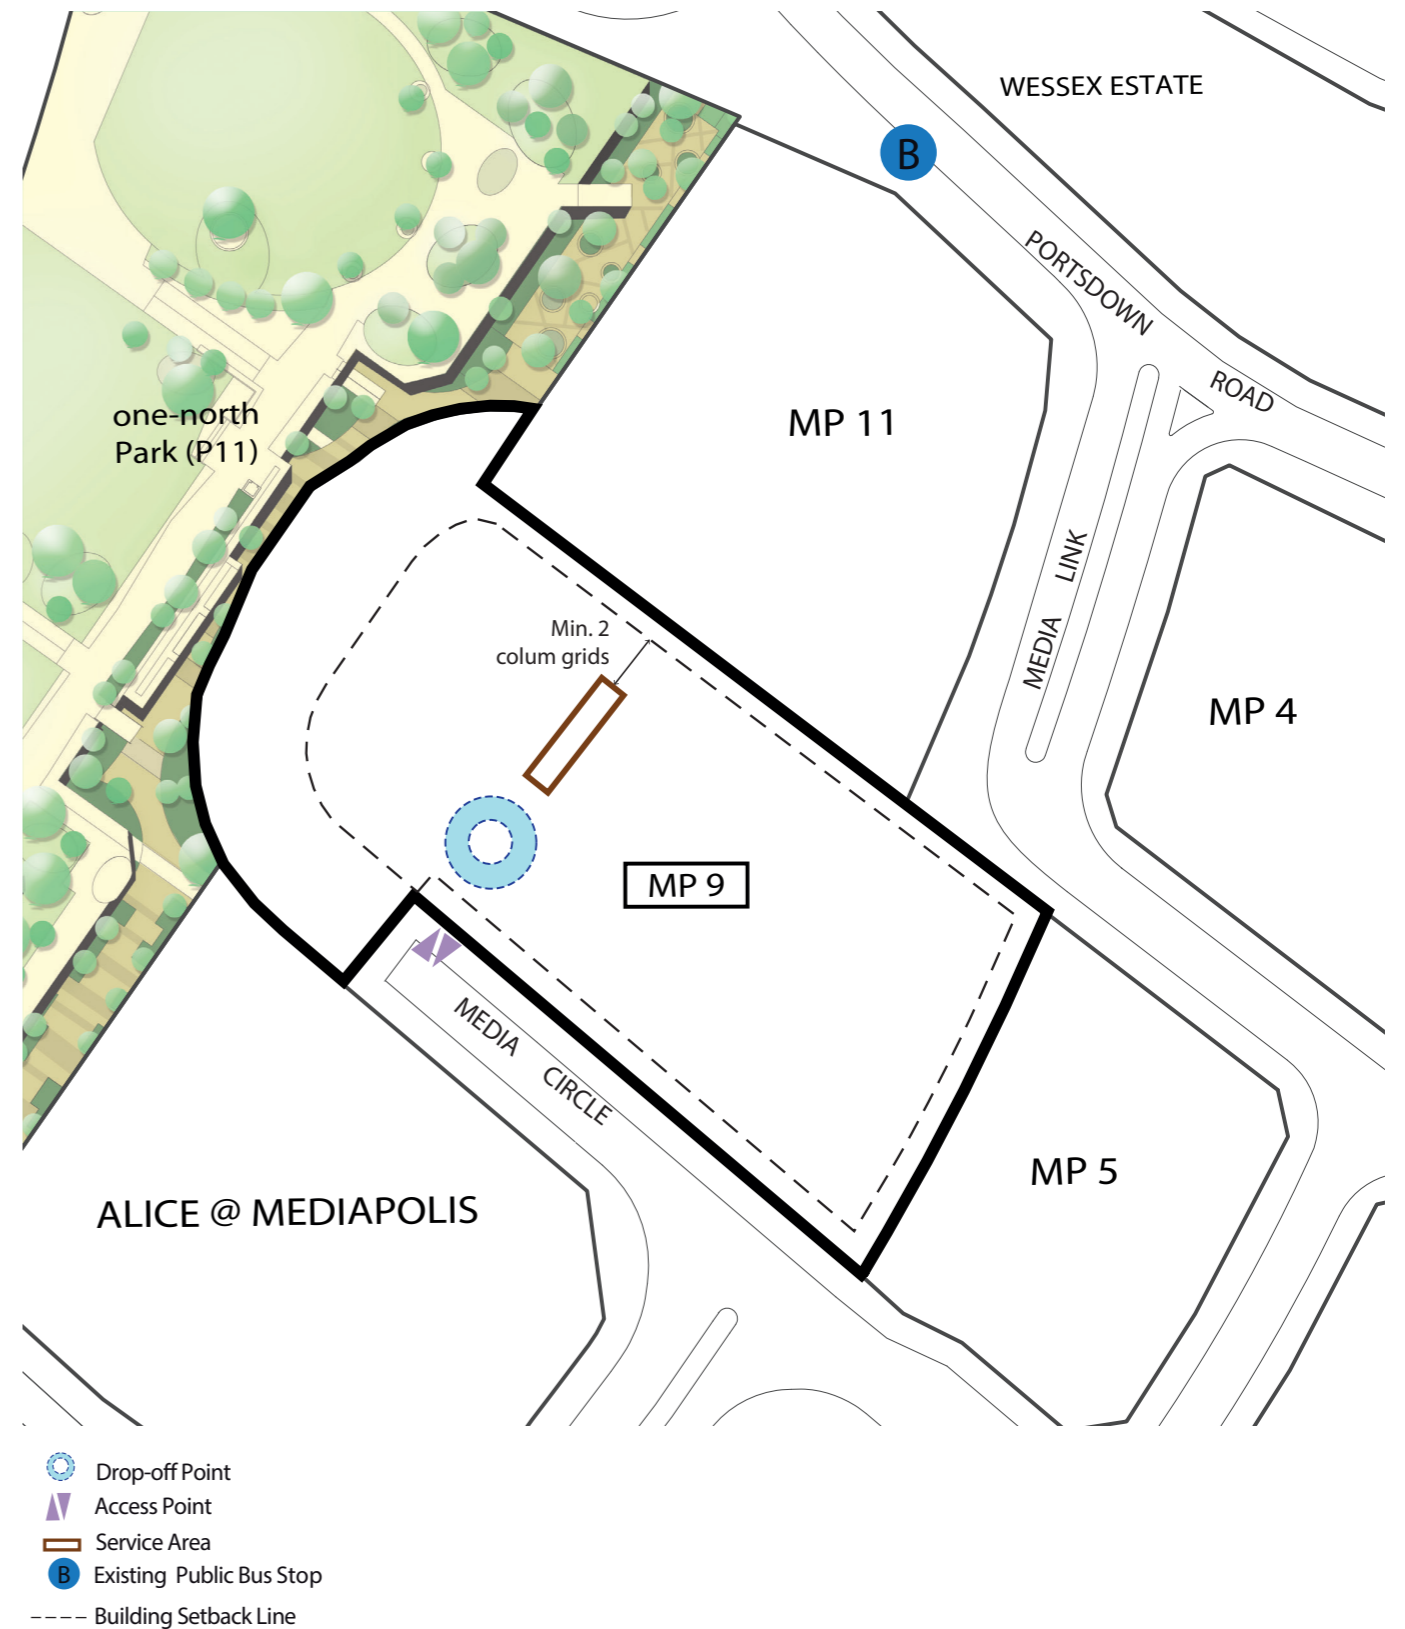 WESSEX ESTATE
B
PORTSDOWN
ROAD
one-north
Park (P11)
MP 11
MEDIA LINK
Min. 2
colum grids
MP 4
MP 9
MEDIA CIRCLE
MP 5
ALICE @ MEDIAPOLIS
Drop-off Point
Access Point
Service Area
B Existing Public Bus Stop
Building Setback Line